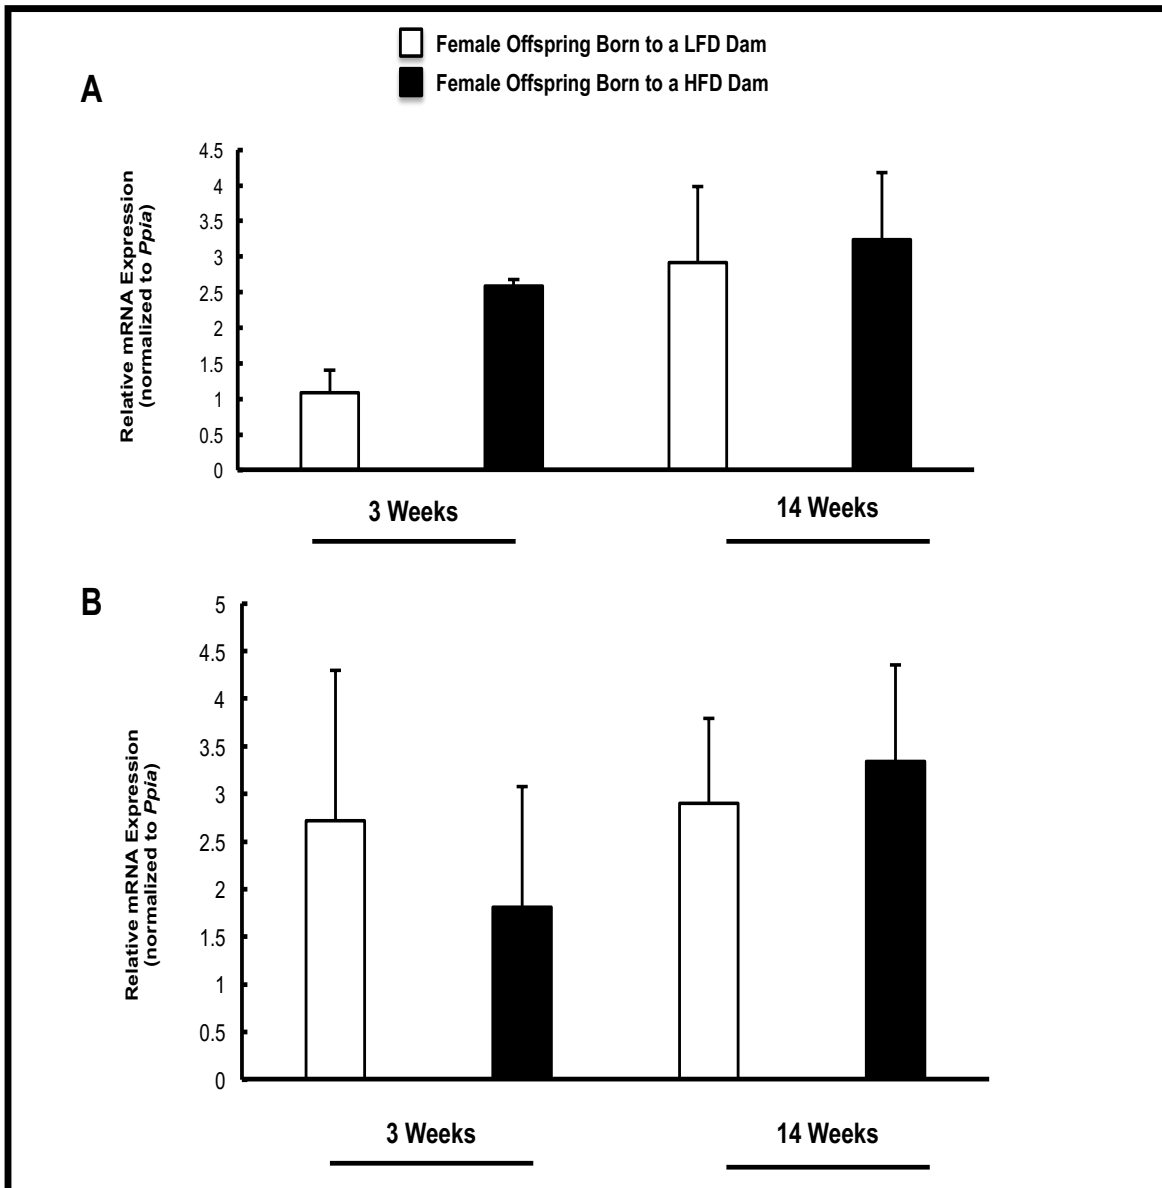 Female Offspring Born to a LFD Dam
Female Offspring Born to a HFD Dam
A
Relative mRNA Expression
(normalized to Ppia)
4.5
4
3.5
3
2.5
2
1.5
1
0.5
0
3 Weeks
14 Weeks
B
Relative mRNA Expression
(normalized to Ppia)
5
4.5
4
3.5
3
2.5
2
1.5
1
0.5
0
3 Weeks
14 Weeks